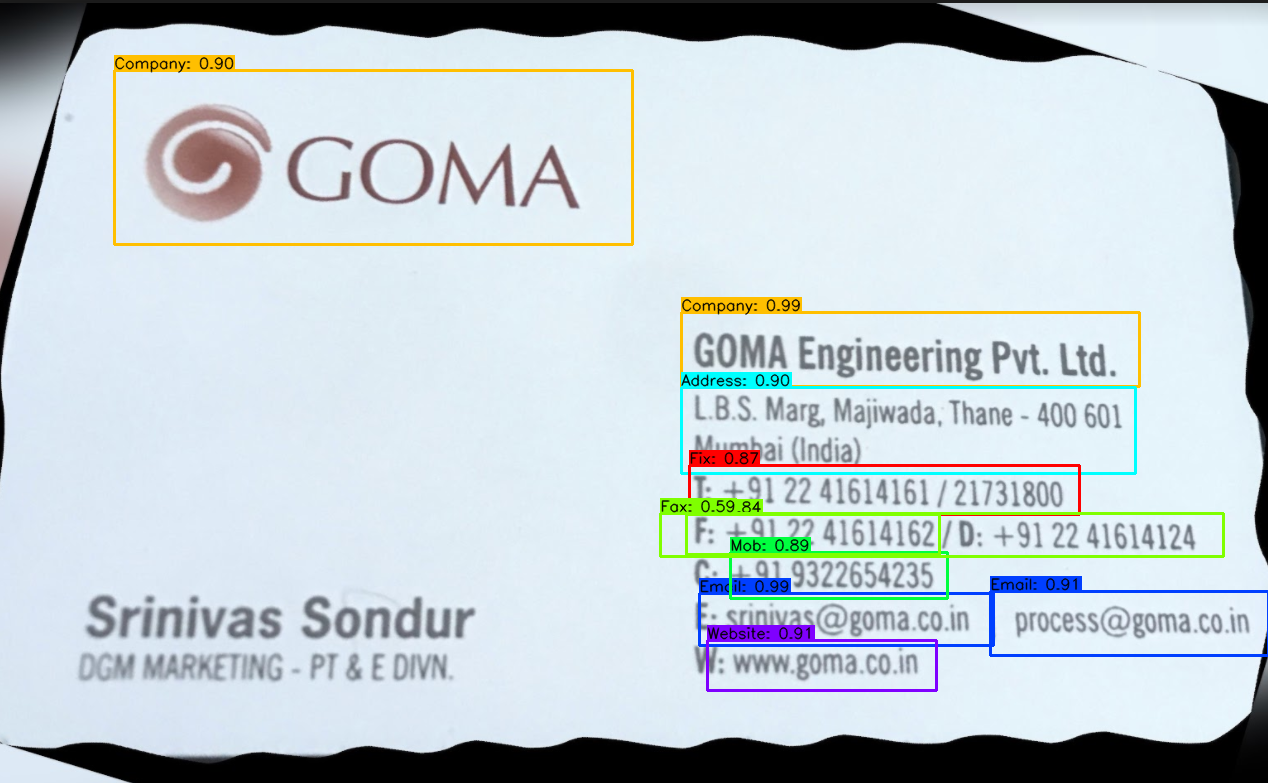 Company: 0.90
GOMA
Company: 0.99
GOMA Engineering Pvt. Ltd.
Address: 0.90
L.B.S. Marg, Majiwada, Thane - 400 601
Mumbai (India)
Fix: 0.87
T: +91 22 41614161 / 21731800
Fax: 0.59.84
F: +91 22 41614162 / D: +91 22 41614124
Mob: 0.89
C: +91 9322654235
Email: 0.99 Email: 0.91
E: srinivas@goma.co.in process@goma.co.in
Website: 0.91
W: www.goma.co.in
Srinivas Sondur
DGM MARKETING - PT & E DIVN.